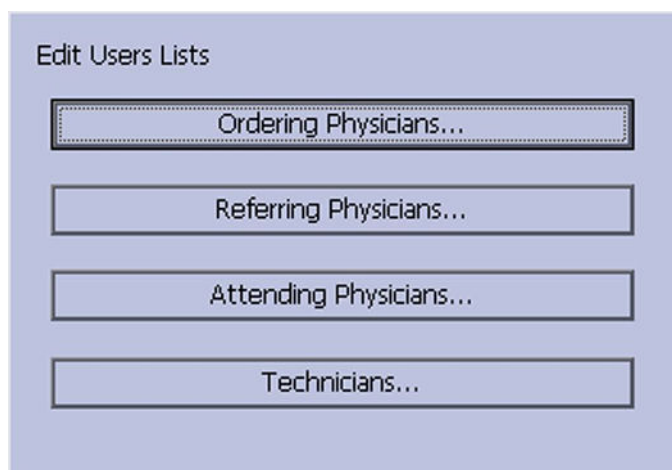 Edit Users Lists
Ordering Physicians...
Referring Physicians...
Attending Physicians...
Technicians...